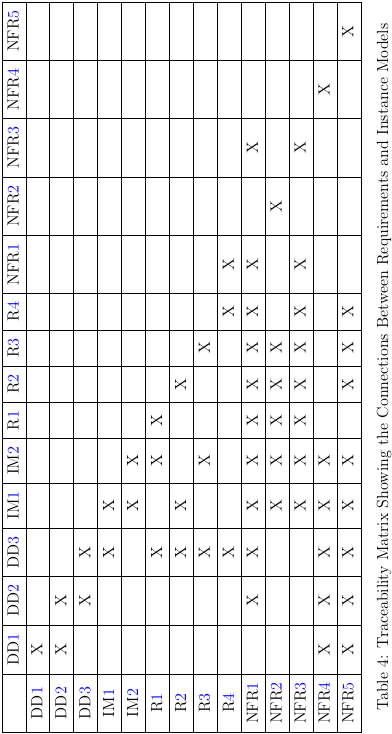 DD1 DD2 DD3 IM1 IM2 R1 R2 R3 R4 NFR1 NFR2 NFR3 NFR4 NFR5
DD1 X
DD2 X X
DD3 X X
IM1 X X
IM2 X X
R1 X X X
R2 X X X
R3 X X X
R4 X X X
NFR1 X X X X X X X X X X
NFR2 X X X X X X
NFR3 X X X X X X X X
NFR4 X X X X X X
NFR5 X X X X X X X X X
Table 4: Traceability Matrix Showing the Connections Between Requirements and Instance Models